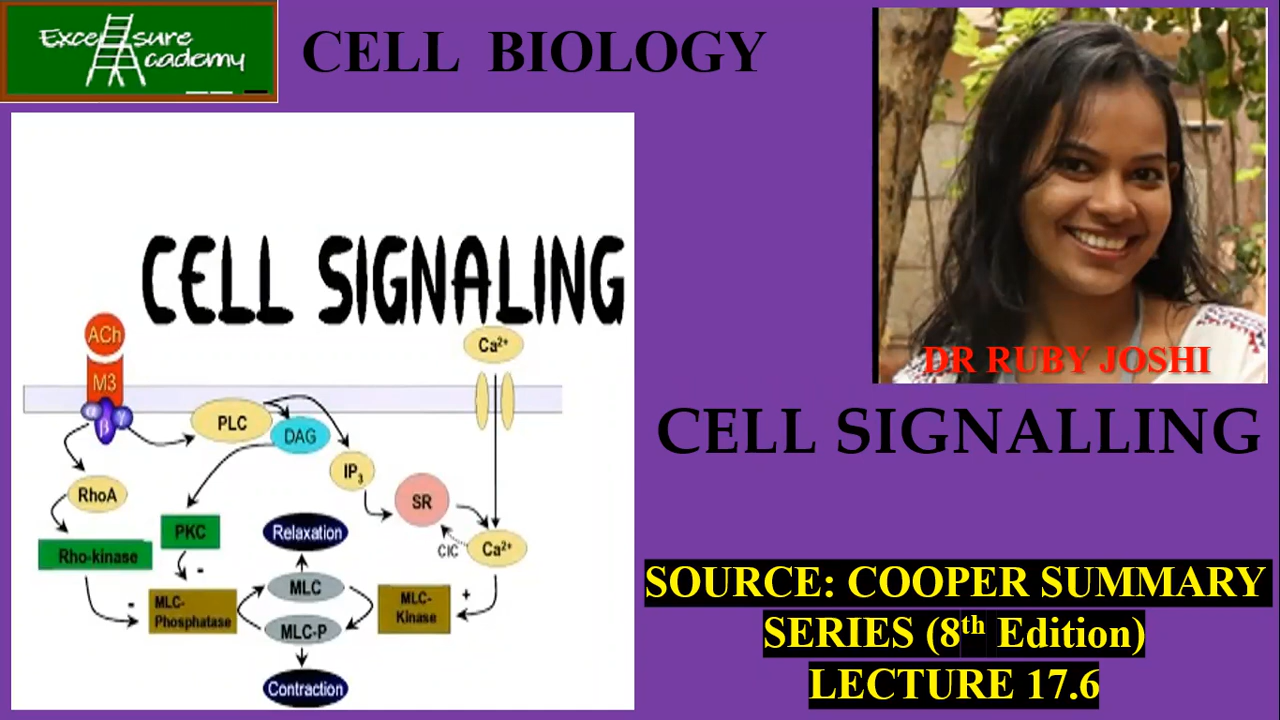 Excel sure
Academy
CELL BIOLOGY
CELL SIGNALING
ACh
Ca²⁺
M3
α
β
γ
PLC
DAG
IP₃
RhoA
SR
PKC
Relaxation
Rho-kinase
CIC
Ca²⁺
-
MLC
+
-
MLC-
Phosphatase
MLC-
Kinase
MLC-P
Contraction
DR RUBY JOSHI
CELL SIGNALLING
SOURCE: COOPER SUMMARY
SERIES (8th Edition)
LECTURE 17.6